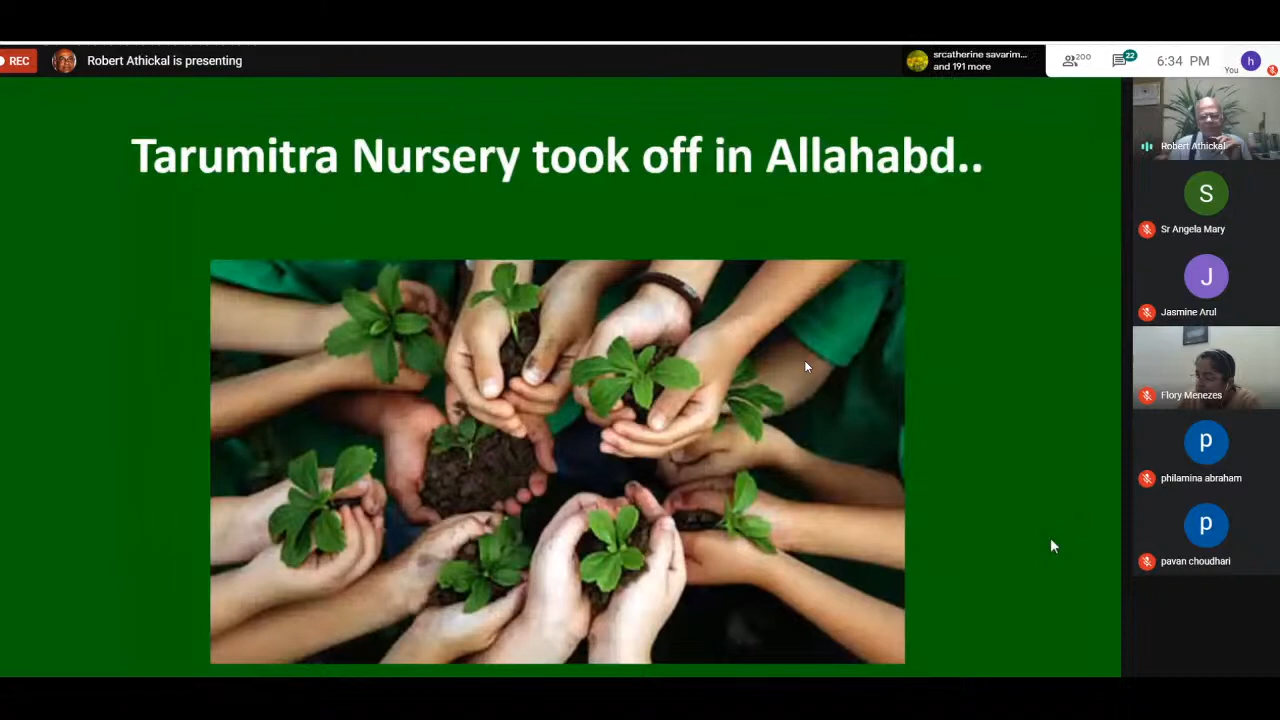 REC
Robert Athickal is presenting
srcatherine savarim...
and 191 more
200
22
6:34 PM
You
h
Tarumitra Nursery took off in Allahabd..
Robert Athickal
S
Sr Angela Mary
J
Jasmine Arul
Flory Menezes
p
philamina abraham
p
pavan choudhari